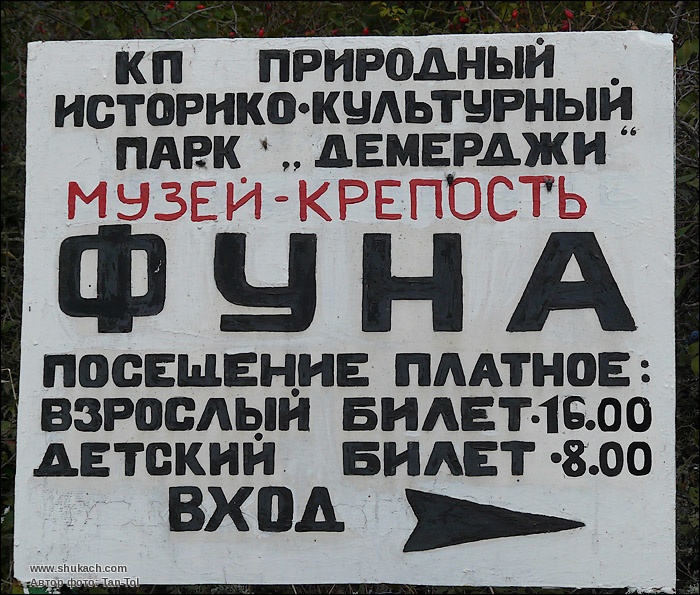 КП ПРИРОДНЫЙ
ИСТОРИКО-КУЛЬТУРНЫЙ
ПАРК „ДЕМЕРДЖИ“
МУЗЕЙ-КРЕПОСТЬ
ФУНА
ПОСЕЩЕНИЕ ПЛАТНОЕ:
ВЗРОСЛЫЙ БИЛЕТ-16.00
ДЕТСКИЙ БИЛЕТ -8.00
ВХОД
www.shukach.com
Автор фото: Tan-Tol